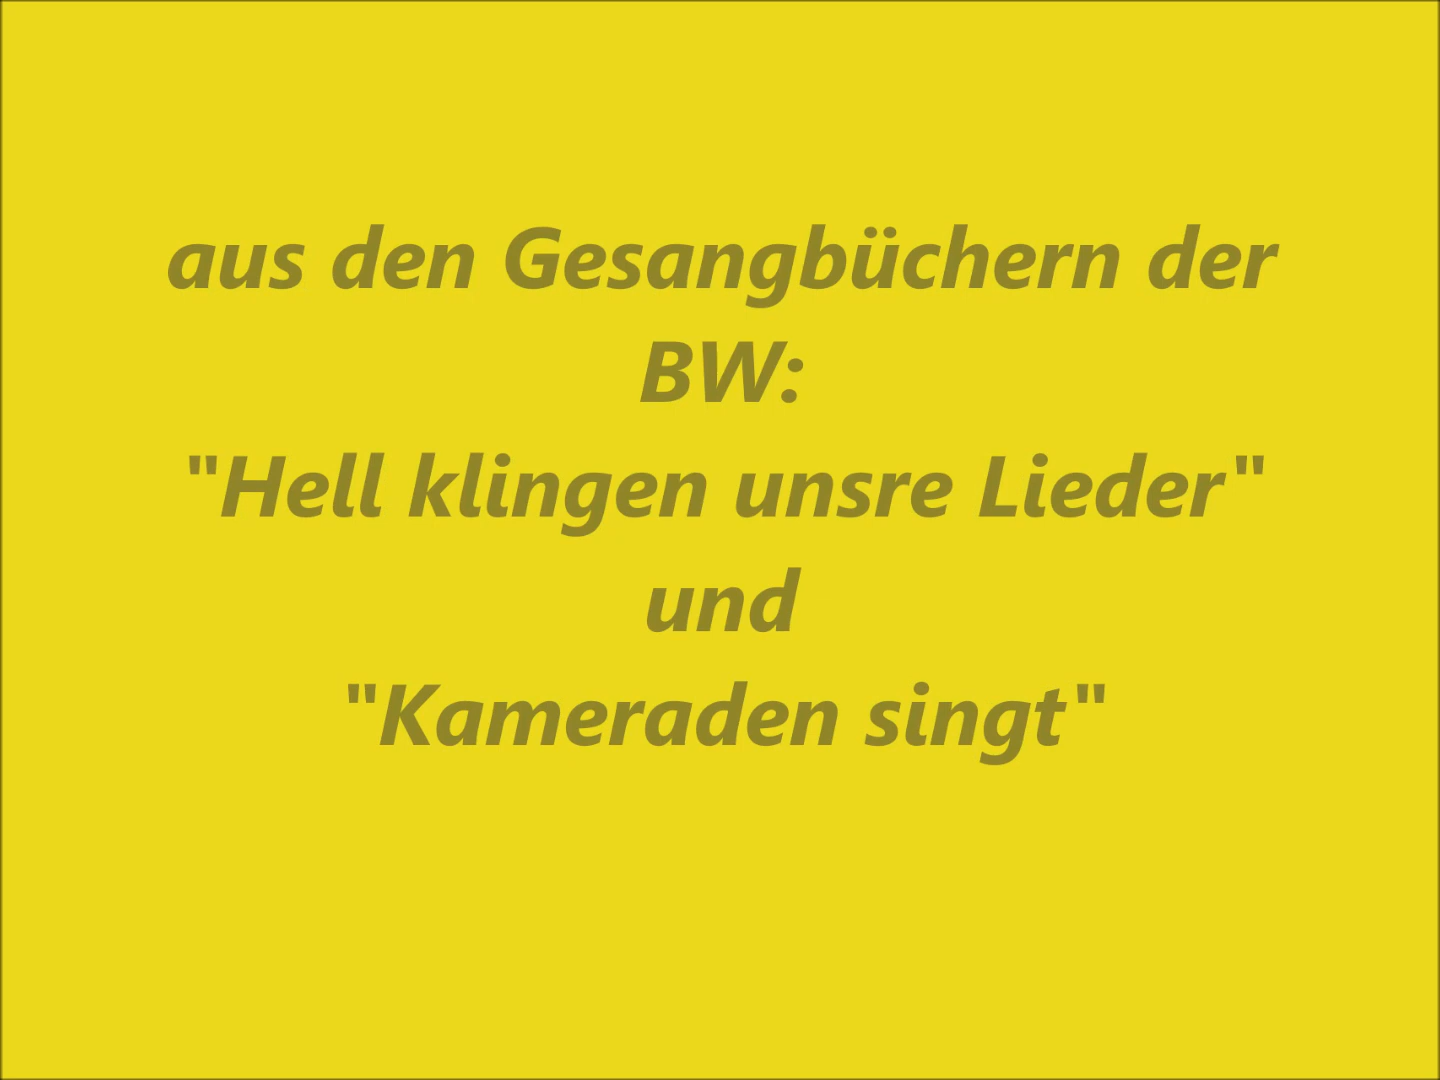 aus den Gesangbüchern der
BW:
"Hell klingen unsre Lieder"
und
"Kameraden singt"